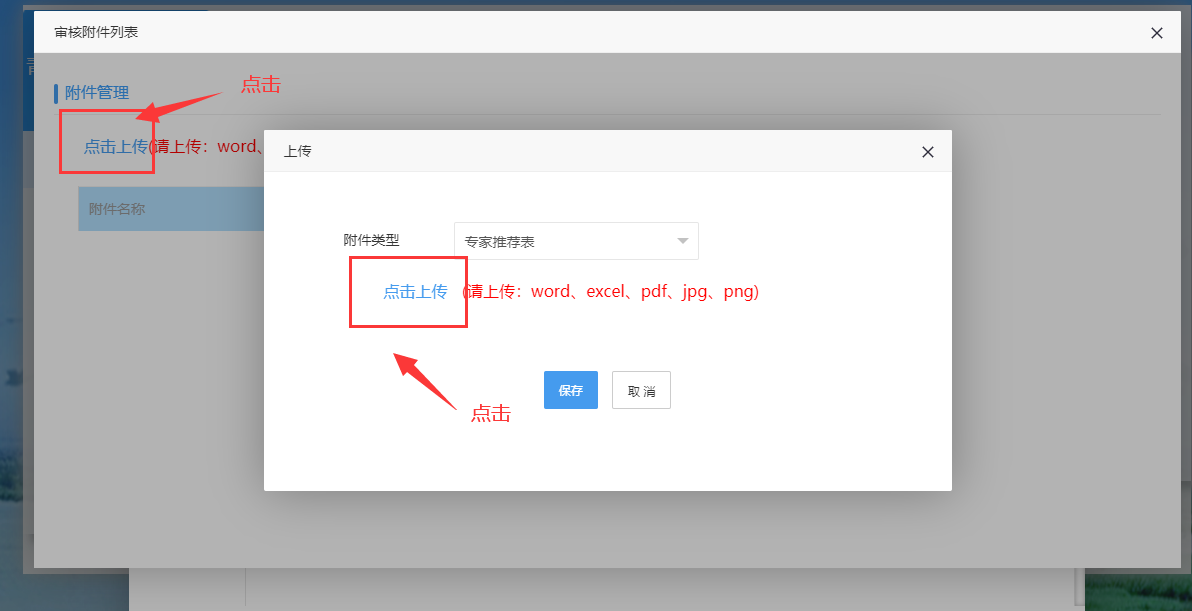 审核附件列表
附件管理
点击
点击上传(请上传：word、
上传
附件名称
附件类型
专家推荐表
点击上传 (请上传：word、excel、pdf、jpg、png)
保存
取 消
点击